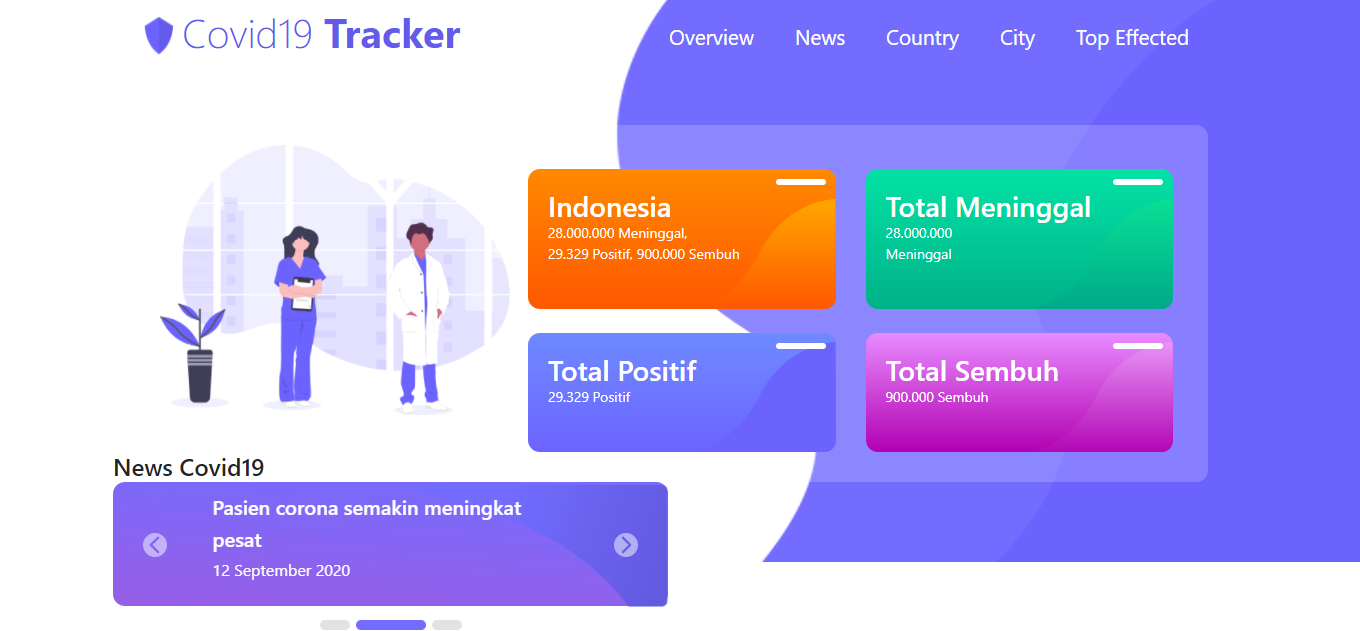 Covid19 Tracker
Overview
News
Country
City
Top Effected
Indonesia
28.000.000 Meninggal,
29.329 Positif, 900.000 Sembuh
Total Meninggal
28.000.000
Meninggal
Total Positif
29.329 Positif
Total Sembuh
900.000 Sembuh
News Covid19
Pasien corona semakin meningkat
pesat
12 September 2020